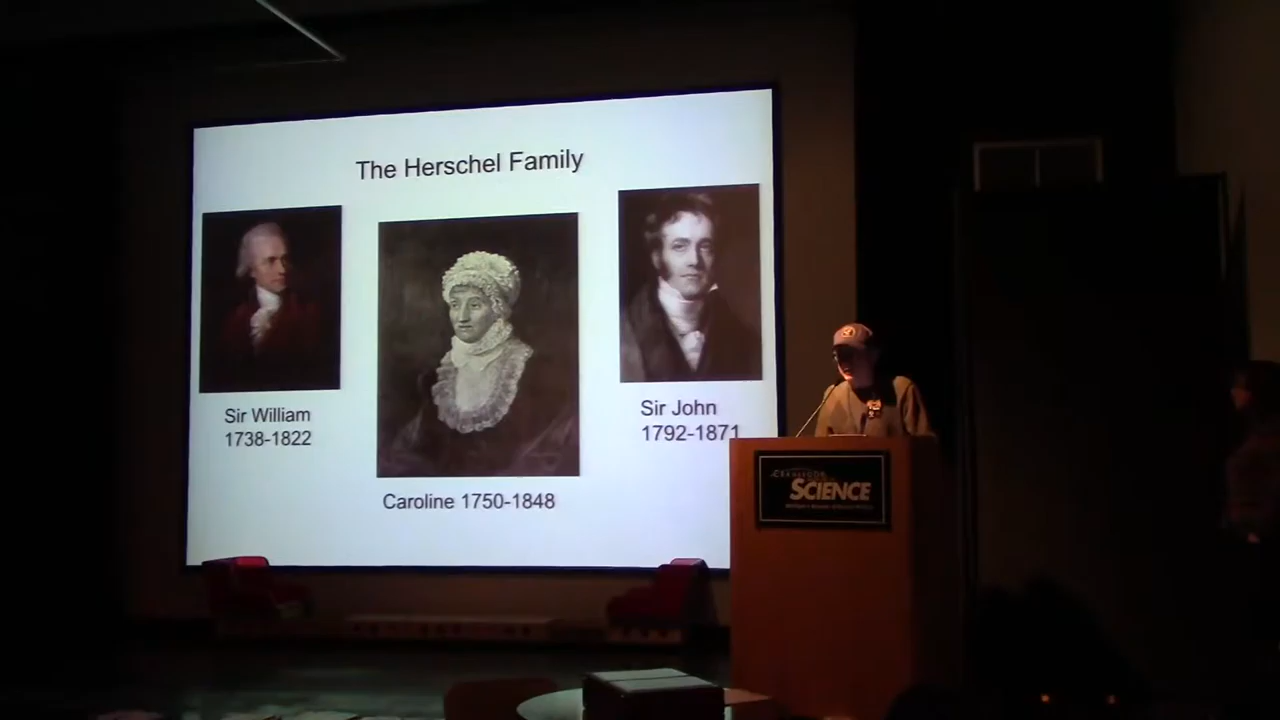 The Herschel Family
Sir William
1738-1822
Caroline 1750-1848
Sir John
1792-1871
SCIENCE